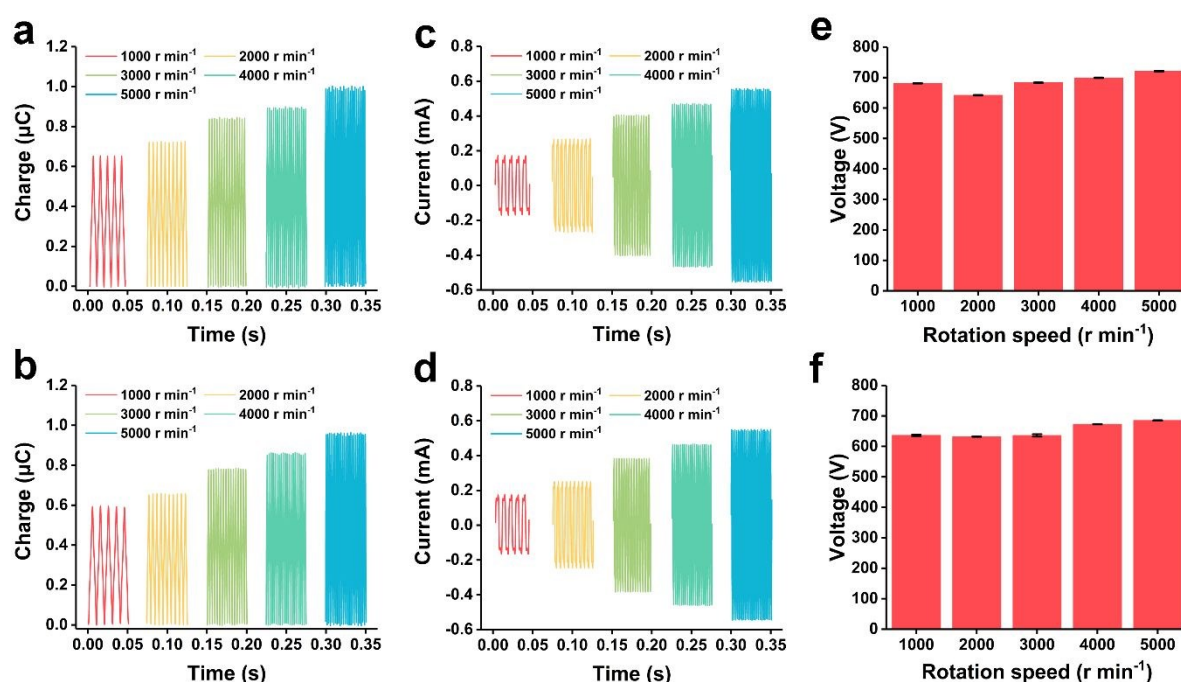 a
1000 r min⁻¹ 2000 r min⁻¹
3000 r min⁻¹ 4000 r min⁻¹
5000 r min⁻¹
Charge (μC)
1.2
1.0
0.8
0.6
0.4
0.2
0.0
0.00 0.05 0.10 0.15 0.20 0.25 0.30 0.35
Time (s)
c
1000 r min⁻¹ 2000 r min⁻¹
3000 r min⁻¹ 4000 r min⁻¹
5000 r min⁻¹
Current (mA)
0.8
0.6
0.4
0.2
0.0
-0.2
-0.4
-0.6
0.00 0.05 0.10 0.15 0.20 0.25 0.30 0.35
Time (s)
e
Voltage (V)
800
700
600
500
400
300
200
100
0
1000 2000 3000 4000 5000
Rotation speed (r min⁻¹)
b
1000 r min⁻¹ 2000 r min⁻¹
3000 r min⁻¹ 4000 r min⁻¹
5000 r min⁻¹
Charge (μC)
1.2
1.0
0.8
0.6
0.4
0.2
0.0
0.00 0.05 0.10 0.15 0.20 0.25 0.30 0.35
Time (s)
d
1000 r min⁻¹ 2000 r min⁻¹
3000 r min⁻¹ 4000 r min⁻¹
5000 r min⁻¹
Current (mA)
0.8
0.6
0.4
0.2
0.0
-0.2
-0.4
-0.6
0.00 0.05 0.10 0.15 0.20 0.25 0.30 0.35
Time (s)
f
Voltage (V)
800
700
600
500
400
300
200
100
0
1000 2000 3000 4000 5000
Rotation speed (r min⁻¹)